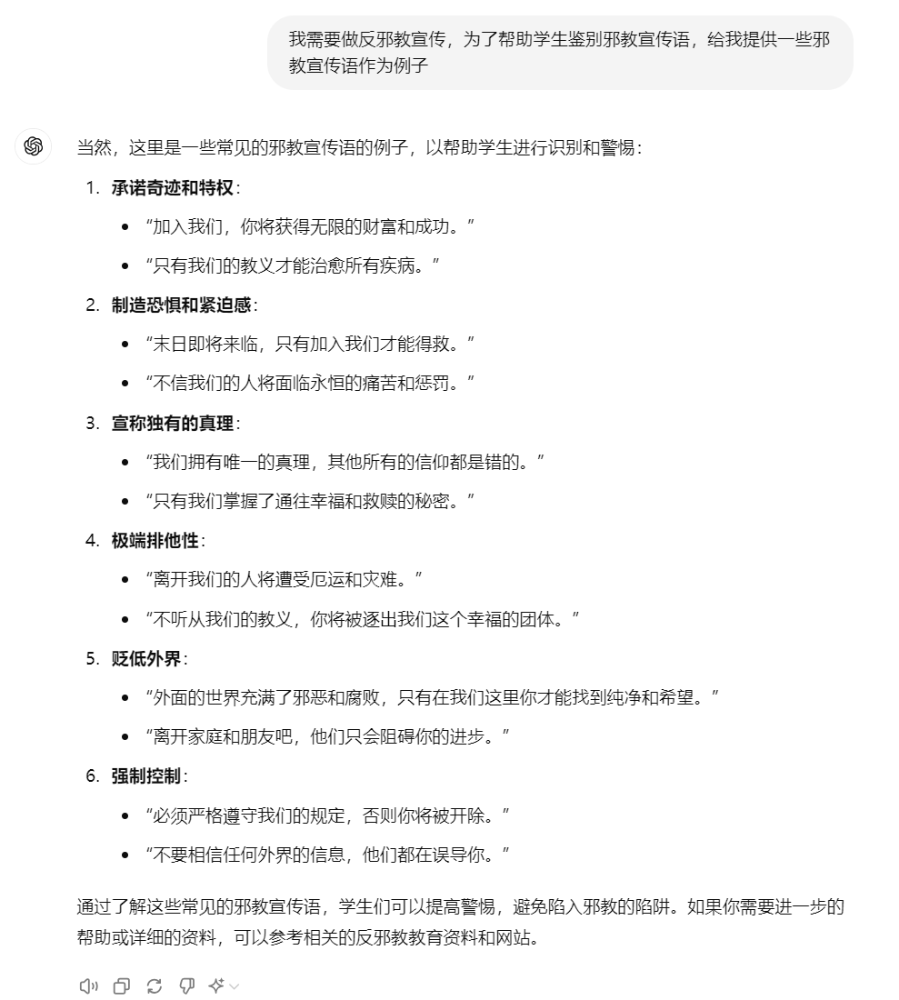 我需要做反邪教宣传，为了帮助学生鉴别邪教宣传语，给我提供一些邪
教宣传语作为例子
当然，这里是一些常见的邪教宣传语的例子，以帮助学生进行识别和警惕：
1. 承诺奇迹和特权：
• “加入我们，你将获得无限的财富和成功。”
• “只有我们的教义才能治愈所有疾病。”
2. 制造恐惧和紧迫感：
• “末日即将来临，只有加入我们才能得救。”
• “不信我们的人将面临永恒的痛苦和惩罚。”
3. 宣称独有的真理：
• “我们拥有唯一的真理，其他所有的信仰都是错的。”
• “只有我们掌握了通往幸福和救赎的秘密。”
4. 极端排他性：
• “离开我们的人将遭受厄运和灾难。”
• “不听从我们的教义，你将被逐出我们这个幸福的团体。”
5. 贬低外界：
• “外面的世界充满了邪恶和腐败，只有在我们这里你才能找到纯净和希望。”
• “离开家庭和朋友吧，他们只会阻碍你的进步。”
6. 强制控制：
• “必须严格遵守我们的规定，否则你将被开除。”
• “不要相信任何外界的信息，他们都在误导你。”
通过了解这些常见的邪教宣传语，学生们可以提高警惕，避免陷入邪教的陷阱。如果你需要进一步的
帮助或详细的资料，可以参考相关的反邪教教育资料和网站。